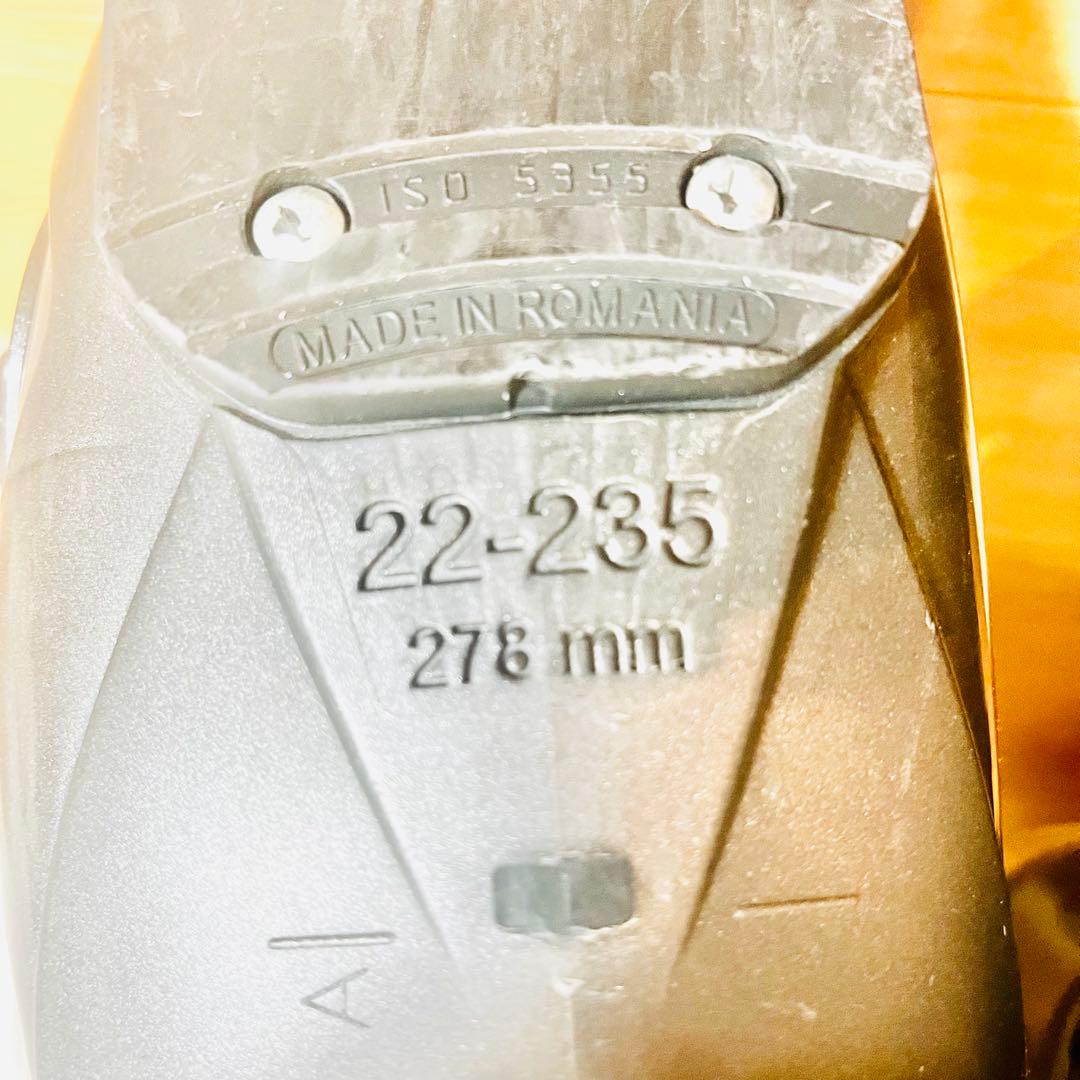 ISO 5355
MADE IN ROMANIA
22-235
278 mm
A